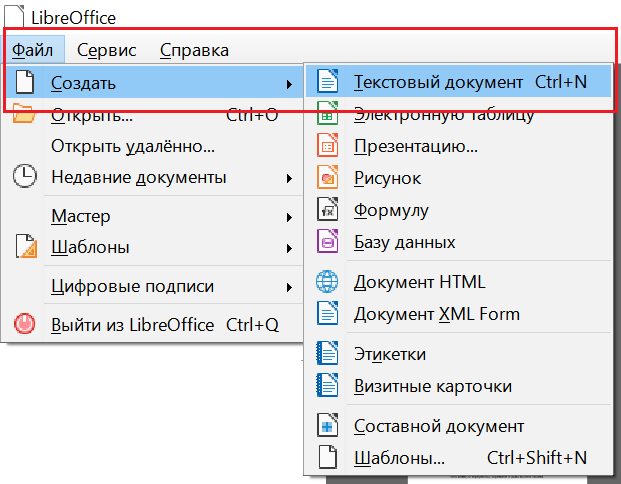 LibreOffice
Файл Сервис Справка
Создать
Открыть... Ctrl+O
Открыть удалённо...
Недавние документы
Мастер
Шаблоны
Цифровые подписи
Выйти из LibreOffice Ctrl+Q
Текстовый документ Ctrl+N
Электронную таблицу
Презентацию...
Рисунок
Формулу
Базу данных
Документ HTML
Документ XML Form
Этикетки
Визитные карточки
Составной документ
Шаблоны... Ctrl+Shift+N